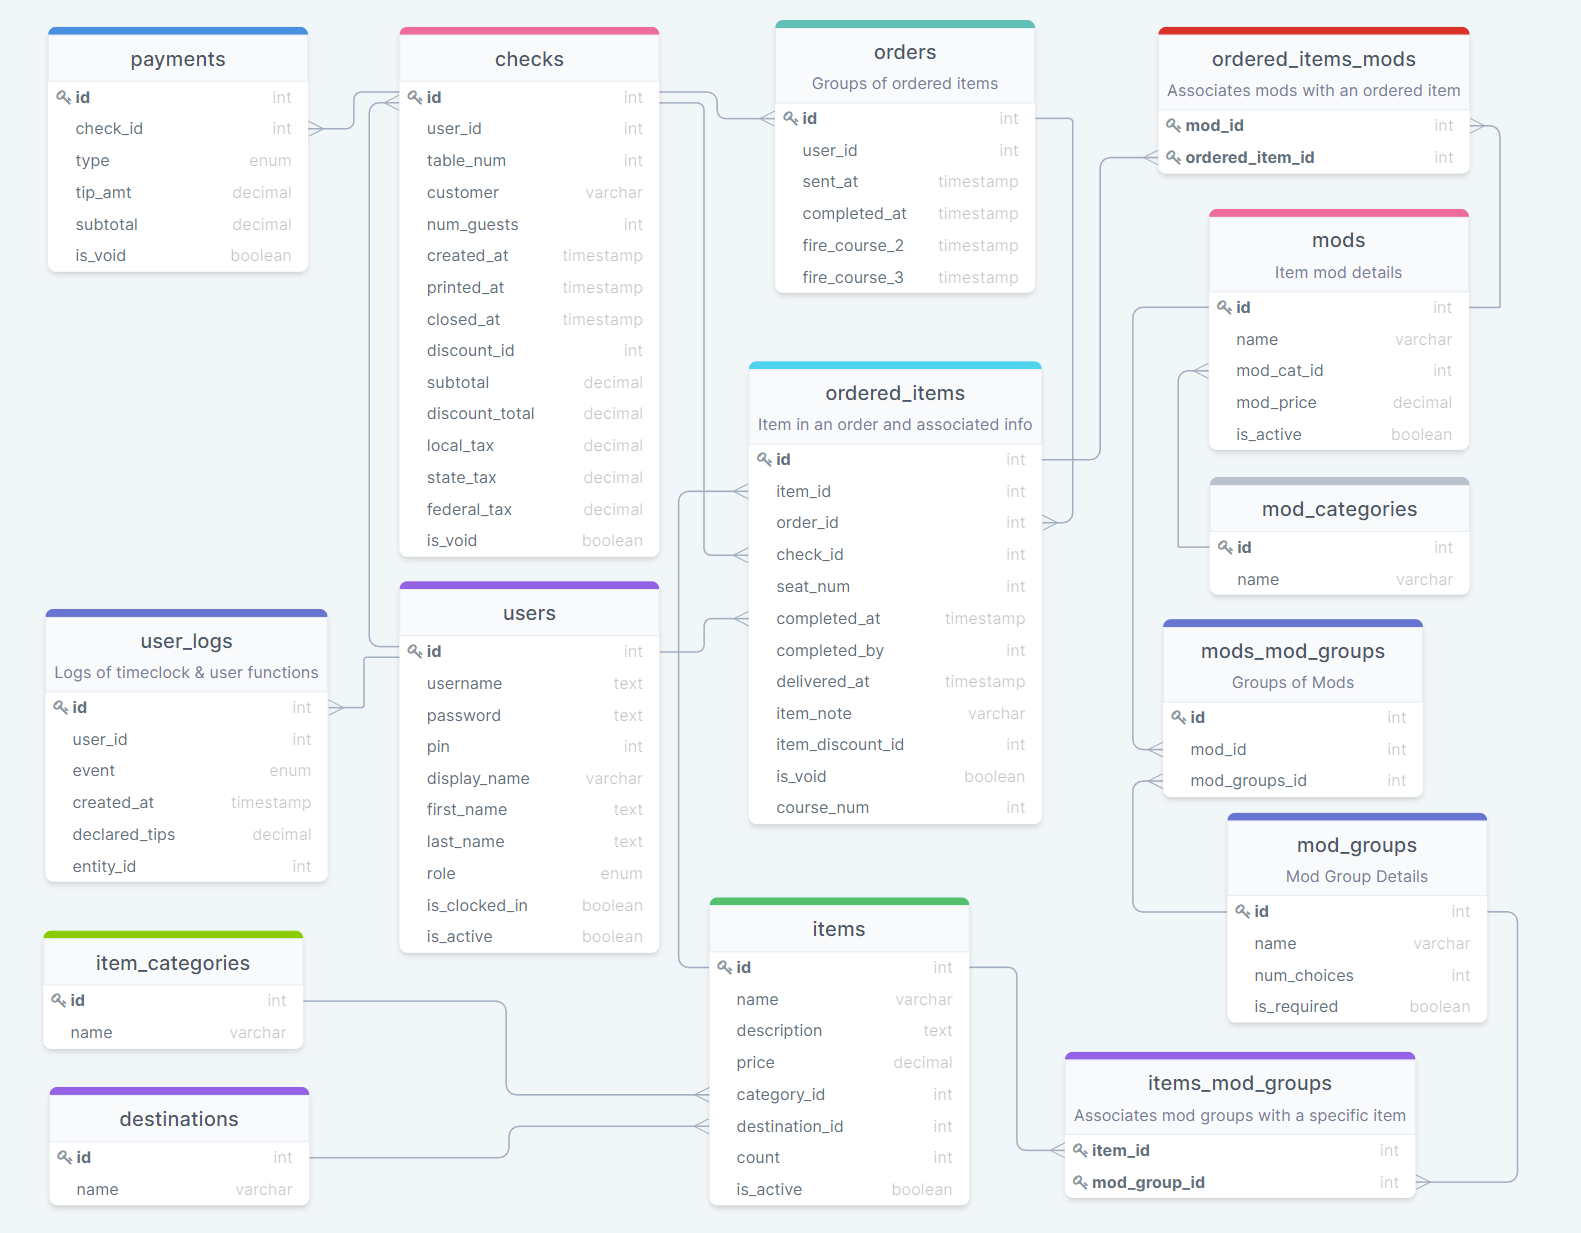 payments
id int
check_id int
type enum
tip_amt decimal
subtotal decimal
is_void boolean
checks
id int
user_id int
table_num int
customer varchar
num_guests int
created_at timestamp
printed_at timestamp
closed_at timestamp
discount_id int
subtotal decimal
discount_total decimal
local_tax decimal
state_tax decimal
federal_tax decimal
is_void boolean
orders
Groups of ordered items
id int
user_id int
sent_at timestamp
completed_at timestamp
fire_course_2 timestamp
fire_course_3 timestamp
ordered_items_mods
Associates mods with an ordered item
mod_id int
ordered_item_id int
mods
Item mod details
id int
name varchar
mod_cat_id int
mod_price decimal
is_active boolean
ordered_items
Item in an order and associated info
id int
item_id int
order_id int
check_id int
seat_num int
completed_at timestamp
completed_by int
delivered_at timestamp
item_note varchar
item_discount_id int
is_void boolean
course_num int
mod_categories
id int
name varchar
users
id int
username text
password text
pin int
display_name varchar
first_name text
last_name text
role enum
is_clocked_in boolean
is_active boolean
user_logs
Logs of timeclock & user functions
id int
user_id int
event enum
created_at timestamp
declared_tips decimal
entity_id int
mods_mod_groups
Groups of Mods
id int
mod_id int
mod_groups_id int
mod_groups
Mod Group Details
id int
name varchar
num_choices int
is_required boolean
item_categories
id int
name varchar
items
id int
name varchar
description text
price decimal
category_id int
destination_id int
count int
is_active boolean
destinations
id int
name varchar
items_mod_groups
Associates mod groups with a specific item
item_id int
mod_group_id int